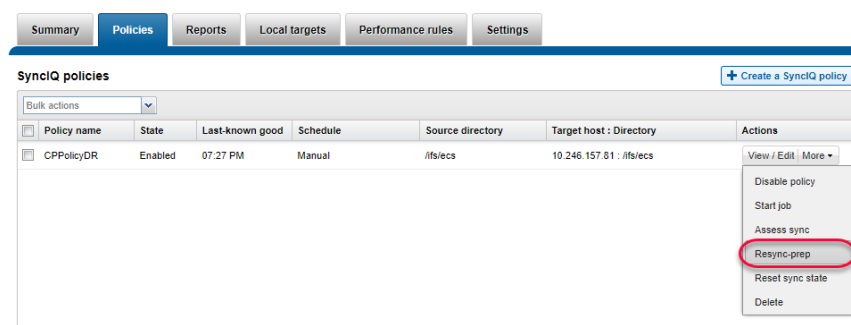 Summary Policies Reports Local targets Performance rules Settings
SyncIQ policies
Create a SyncIQ policy
Bulk actions
Policy name State Last-known good Schedule Source directory Target host : Directory Actions
CPPolicyDR Enabled 07:27 PM Manual /ifs/ecs 10.246.157.81 : /ifs/ecs View / Edit More
Disable policy
Start job
Assess sync
Resync-prep
Reset sync state
Delete